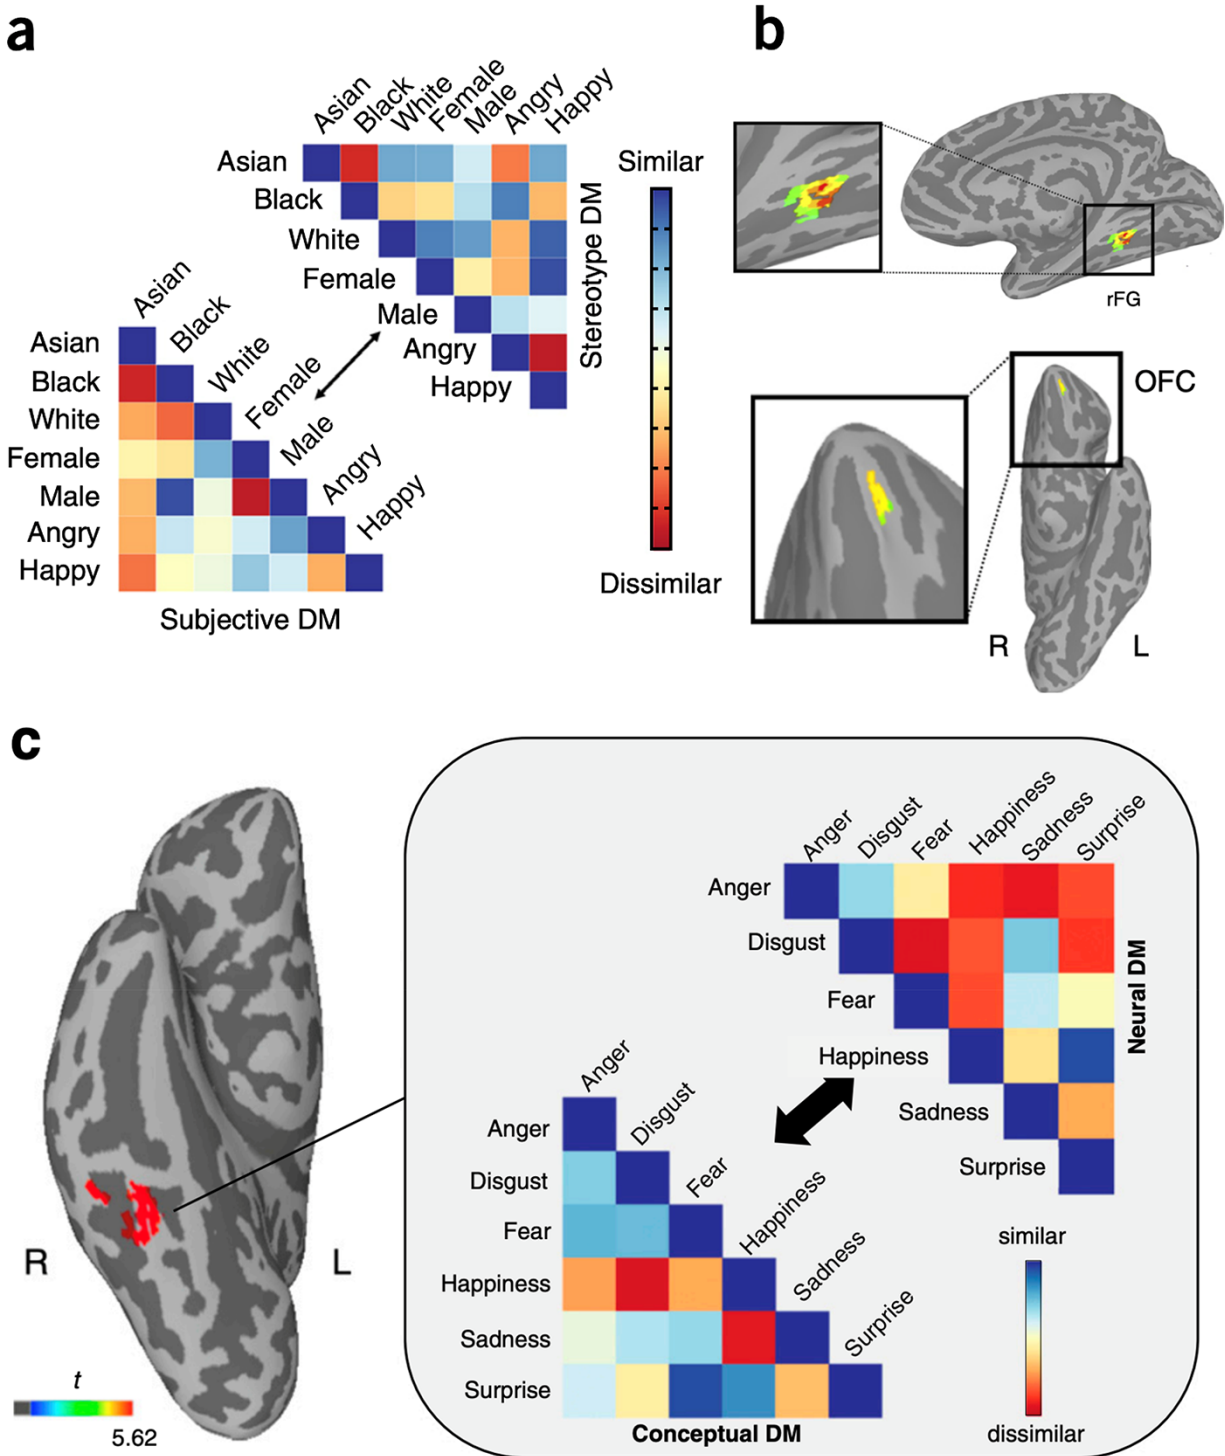 a
b
Asian
Black
White
Female
Male
Angry
Happy
Asian
Black
White
Female
Male
Angry
Happy
Stereotype DM
Similar
Dissimilar
Asian
Black
White
Female
Male
Angry
Happy
Asian
Black
White
Female
Male
Angry
Happy
Subjective DM
rFG
OFC
R
L
c
R
L
t
5.62
Anger
Disgust
Fear
Happiness
Sadness
Surprise
Anger
Disgust
Fear
Happiness
Sadness
Surprise
Neural DM
Anger
Disgust
Fear
Happiness
Sadness
Surprise
Anger
Disgust
Fear
Happiness
Sadness
Surprise
Conceptual DM
similar
dissimilar